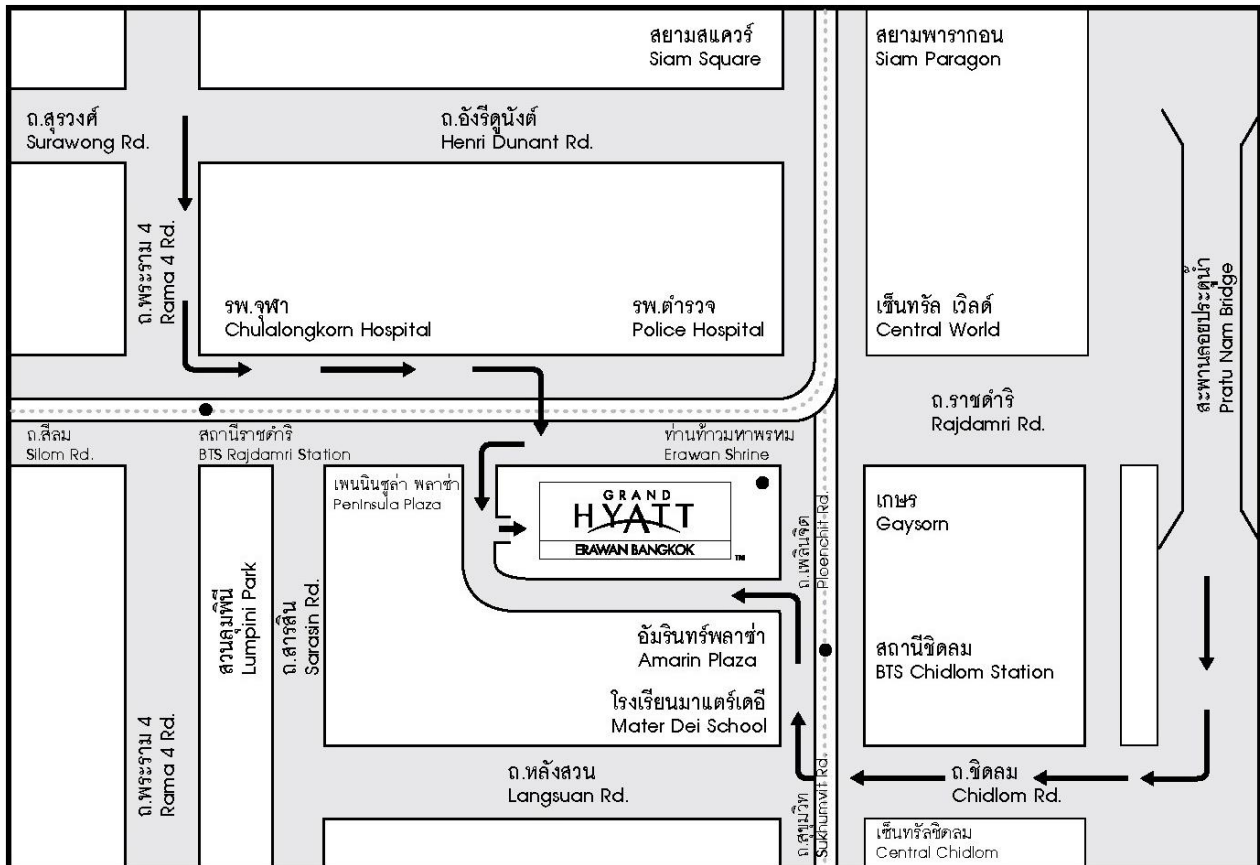 สยามสแควร์
Siam Square
สยามพารากอน
Siam Paragon
ถ.สุรวงศ์
Surawong Rd.
ถ.อังรีดูนังต์
Henri Dunant Rd.
ถ.พระราม 4
Rama 4 Rd.
รพ.จุฬา
Chulalongkorn Hospital
รพ.ตำรวจ
Police Hospital
เซ็นทรัล เวิลด์
Central World
สะพานลอยประตูน้ำ
Pratu Nam Bridge
ถ.ราชดำริ
Rajdamri Rd.
ถ.สีลม
Silom Rd.
สถานีราชดำริ
BTS Rajdamri Station
ท่านท้าวมหาพรหม
Erawan Shrine
เพนนินซูล่า พลาซ่า
Peninsula Plaza
GRAND
HYATT
ERAWAN BANGKOK
TM
ถ.เพลินจิต
Ploenchit Rd.
เกษร
Gaysorn
สวนลุมพินี
Lumpini Park
ถ.สารสิน
Sarasin Rd.
อัมรินทร์พลาซ่า
Amarin Plaza
สถานีชิดลม
BTS Chidlom Station
โรงเรียนมาแตร์เดอี
Mater Dei School
ถ.พระราม 4
Rama 4 Rd.
ถ.หลังสวน
Langsuan Rd.
ถ.สุขุมวิท
Sukhumvit Rd.
ถ.ชิดลม
Chidlom Rd.
เซ็นทรัลชิดลม
Central Chidlom